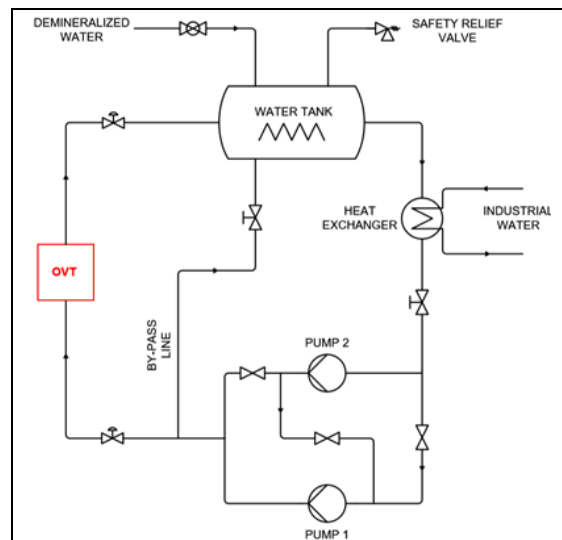 DEMINERALIZED
WATER
SAFETY RELIEF
VALVE
WATER TANK
HEAT
EXCHANGER
INDUSTRIAL
WATER
OVT
BY-PASS
LINE
PUMP 2
PUMP 1